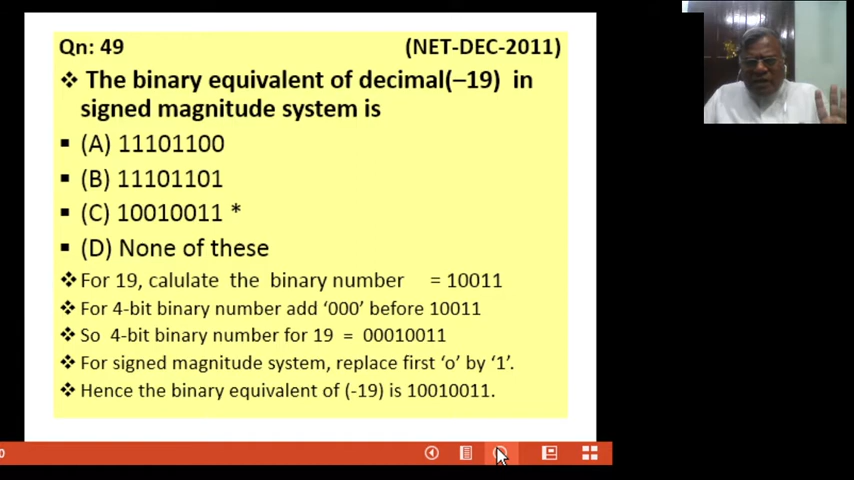 Qn: 49 (NET-DEC-2011)
❖ The binary equivalent of decimal(–19) in
signed magnitude system is
▪ (A) 11101100
▪ (B) 11101101
▪ (C) 10010011 *
▪ (D) None of these
❖For 19, calulate the binary number = 10011
❖For 4-bit binary number add ‘000’ before 10011
❖So 4-bit binary number for 19 = 00010011
❖For signed magnitude system, replace first ‘o’ by ‘1’.
❖Hence the binary equivalent of (-19) is 10010011.
0